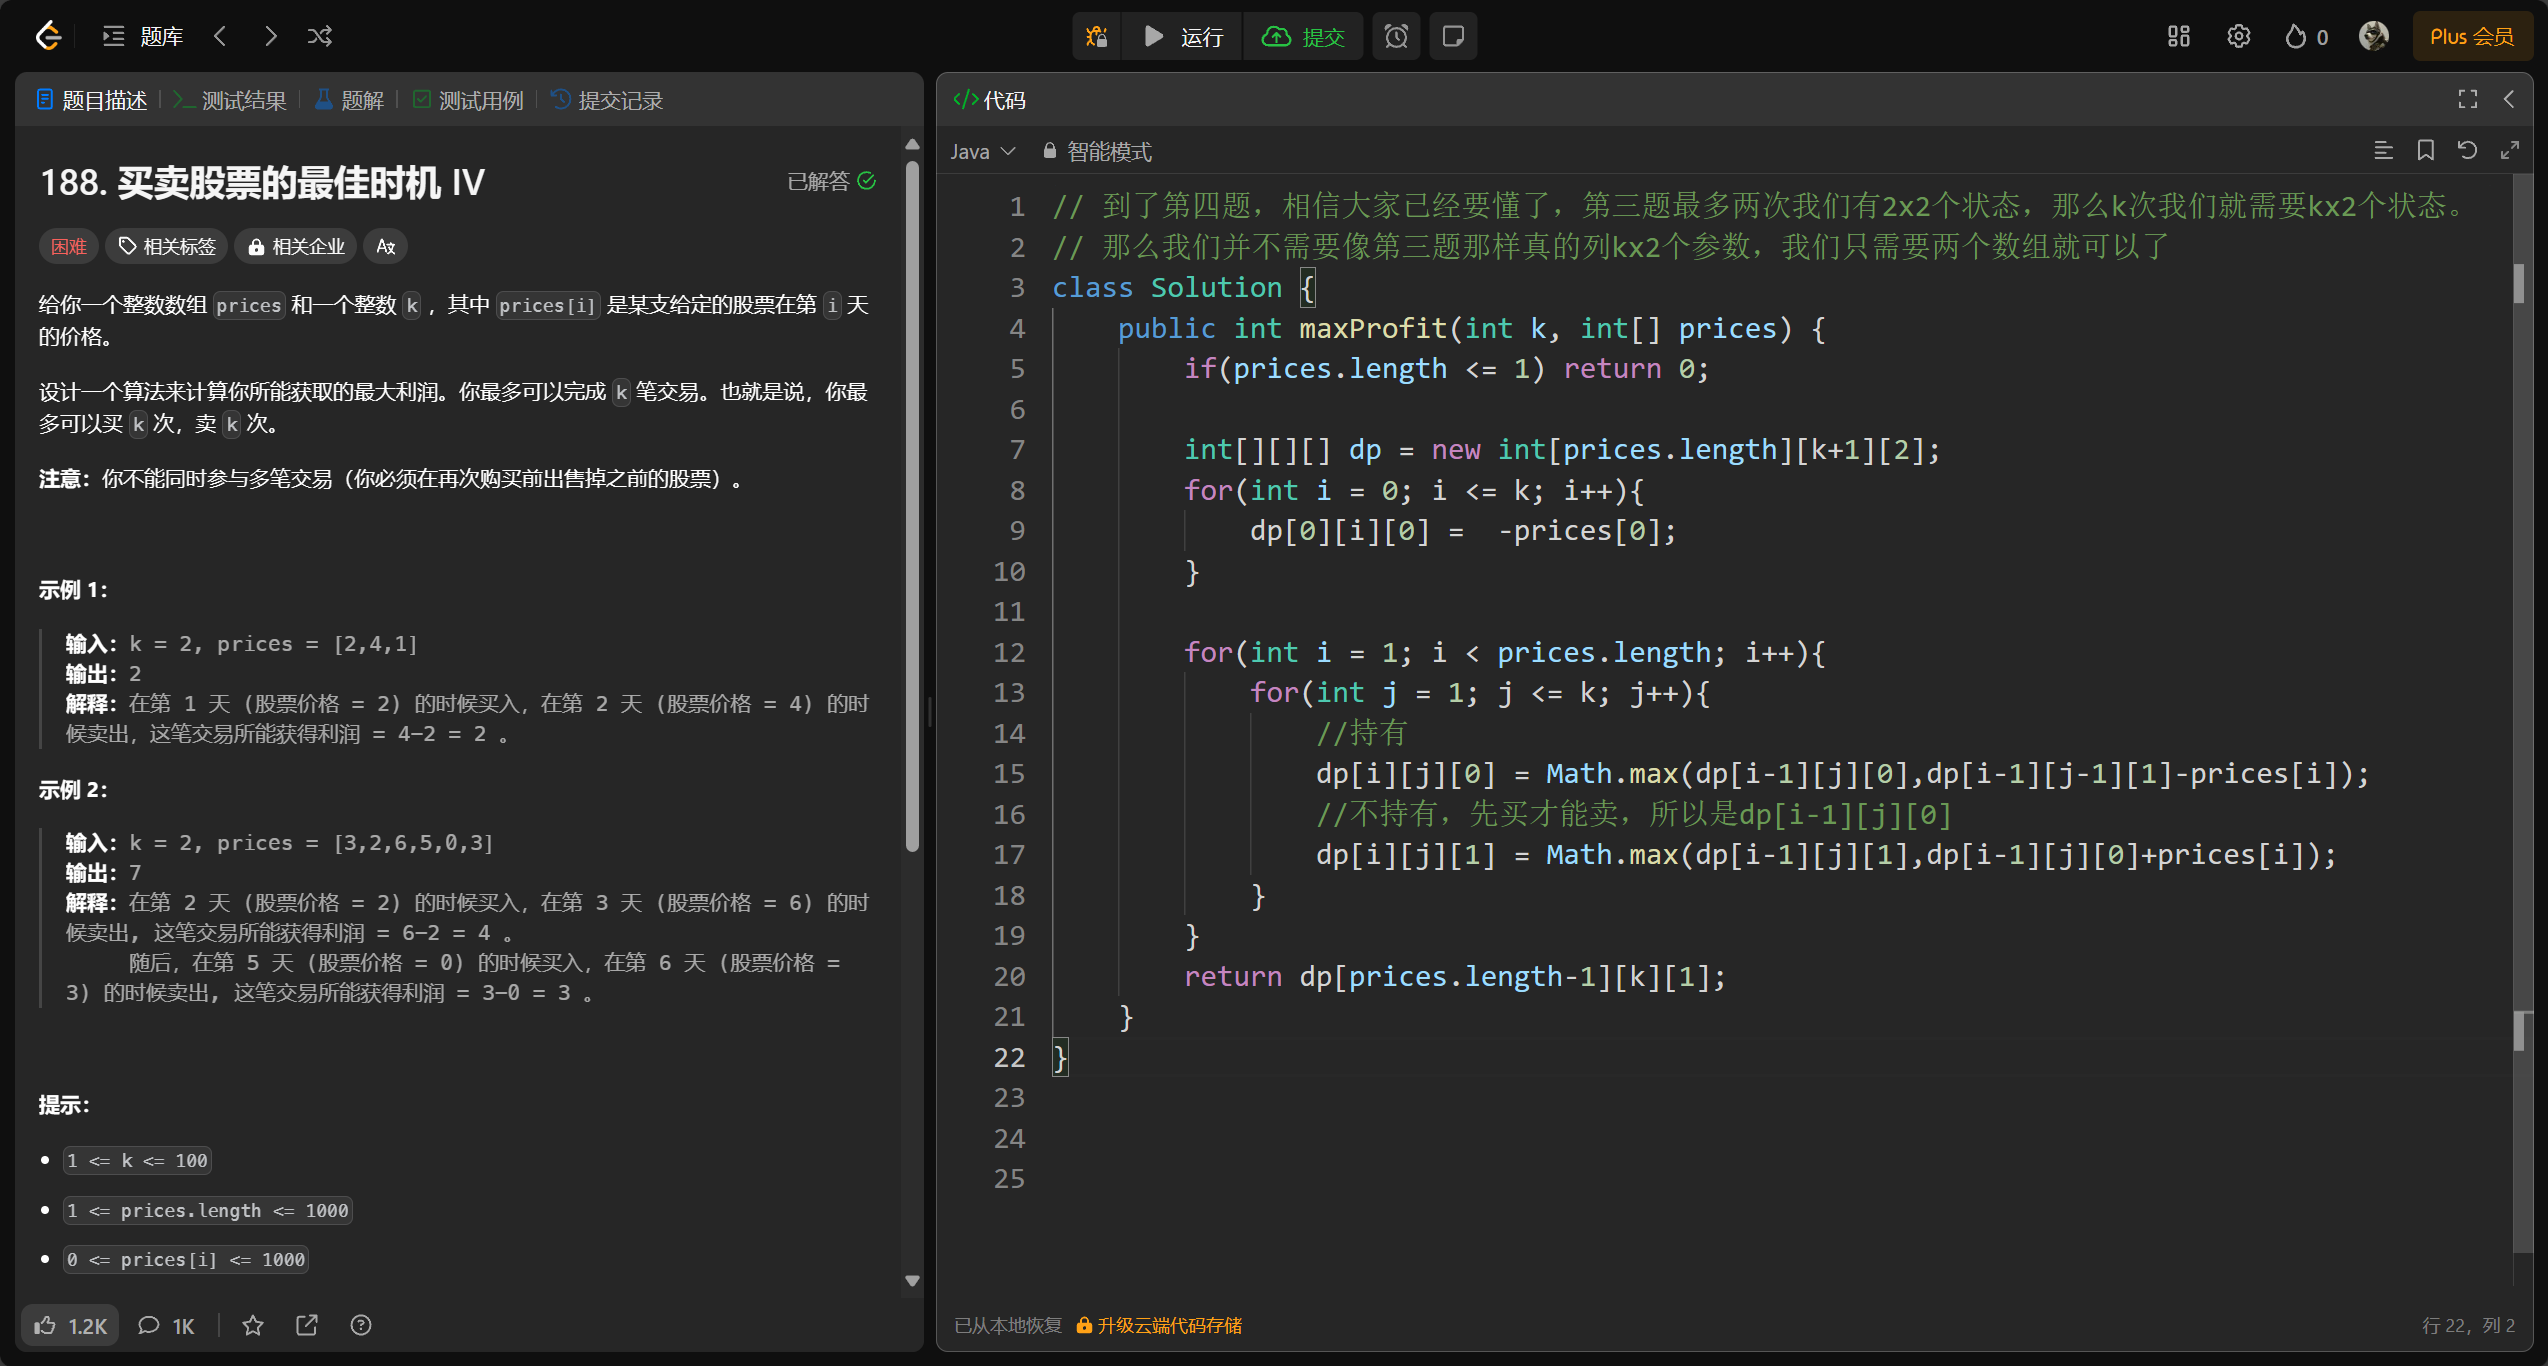 题库
运行
提交
0
Plus 会员
题目描述
测试结果
题解
测试用例
提交记录
188. 买卖股票的最佳时机 IV
已解答
困难
相关标签
相关企业
给你一个整数数组 prices 和一个整数 k ，其中 prices[i] 是某支给定的股票在第 i 天
的价格。
设计一个算法来计算你所能获取的最大利润。你最多可以完成 k 笔交易。也就是说，你最
多可以买 k 次，卖 k 次。
注意：你不能同时参与多笔交易（你必须在再次购买前出售掉之前的股票）。
示例 1：
输入：k = 2, prices = [2,4,1]
输出：2
解释：在第 1 天 (股票价格 = 2) 的时候买入，在第 2 天 (股票价格 = 4) 的时
候卖出，这笔交易所能获得利润 = 4-2 = 2 。
示例 2：
输入：k = 2, prices = [3,2,6,5,0,3]
输出：7
解释：在第 2 天 (股票价格 = 2) 的时候买入，在第 3 天 (股票价格 = 6) 的时
候卖出, 这笔交易所能获得利润 = 6-2 = 4 。
随后，在第 5 天 (股票价格 = 0) 的时候买入，在第 6 天 (股票价格 =
3) 的时候卖出, 这笔交易所能获得利润 = 3-0 = 3 。
提示：
1 <= k <= 100
1 <= prices.length <= 1000
0 <= prices[i] <= 1000
1.2K
1K
代码
Java
智能模式
1 // 到了第四题，相信大家已经要懂了，第三题最多两次我们有2x2个状态，那么k次我们就需要kx2个状态。
2 // 那么我们并不需要像第三题那样真的列kx2个参数，我们只需要两个数组就可以了
3 class Solution {
4     public int maxProfit(int k, int[] prices) {
5         if(prices.length <= 1) return 0;
6
7         int[][][] dp = new int[prices.length][k+1][2];
8         for(int i = 0; i <= k; i++){
9             dp[0][i][0] =  -prices[0];
10         }
11
12         for(int i = 1; i < prices.length; i++){
13             for(int j = 1; j <= k; j++){
14                 //持有
15                 dp[i][j][0] = Math.max(dp[i-1][j][0],dp[i-1][j-1][1]-prices[i]);
16                 //不持有，先买才能卖，所以是dp[i-1][j][0]
17                 dp[i][j][1] = Math.max(dp[i-1][j][1],dp[i-1][j][0]+prices[i]);
18             }
19         }
20         return dp[prices.length-1][k][1];
21     }
22 }
23
24
25
已从本地恢复 升级云端代码存储
行 22，列 2